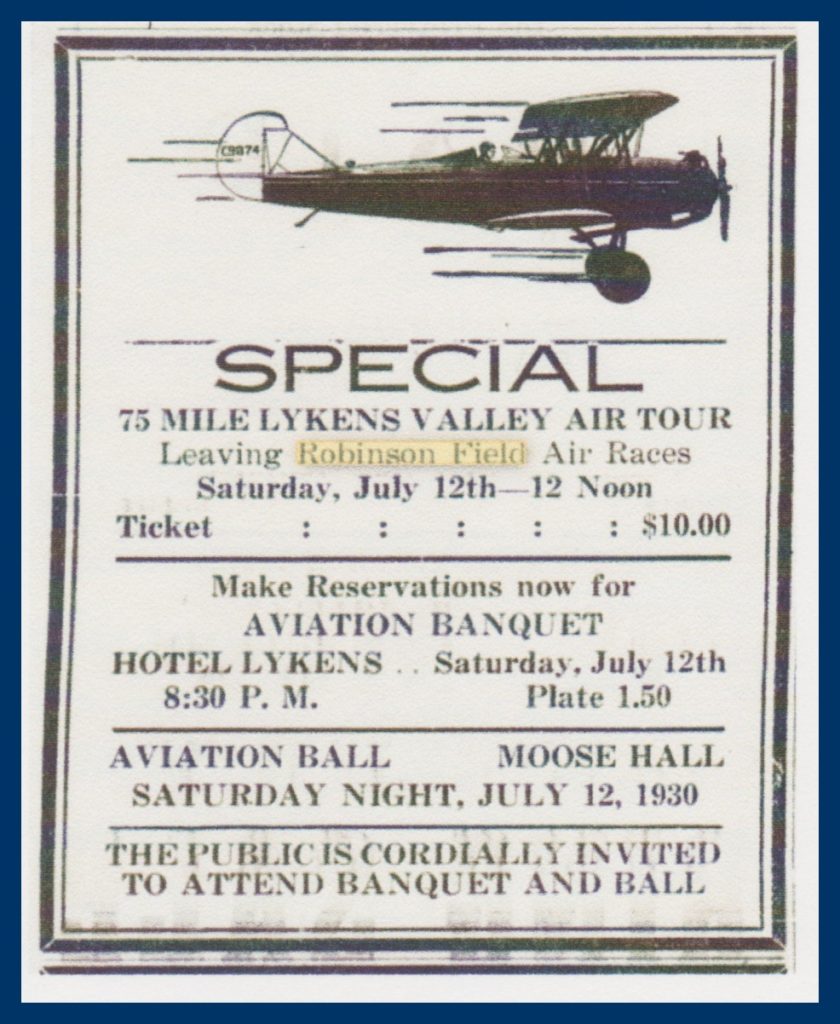 C9874
SPECIAL
75 MILE LYKENS VALLEY AIR TOUR
Leaving Robinson Field Air Races
Saturday, July 12th—12 Noon
Ticket : : : : : $10.00
Make Reservations now for
AVIATION BANQUET
HOTEL LYKENS . . Saturday, July 12th
8:30 P. M. Plate 1.50
AVIATION BALL MOOSE HALL
SATURDAY NIGHT, JULY 12, 1930
THE PUBLIC IS CORDIALLY INVITED
TO ATTEND BANQUET AND BALL